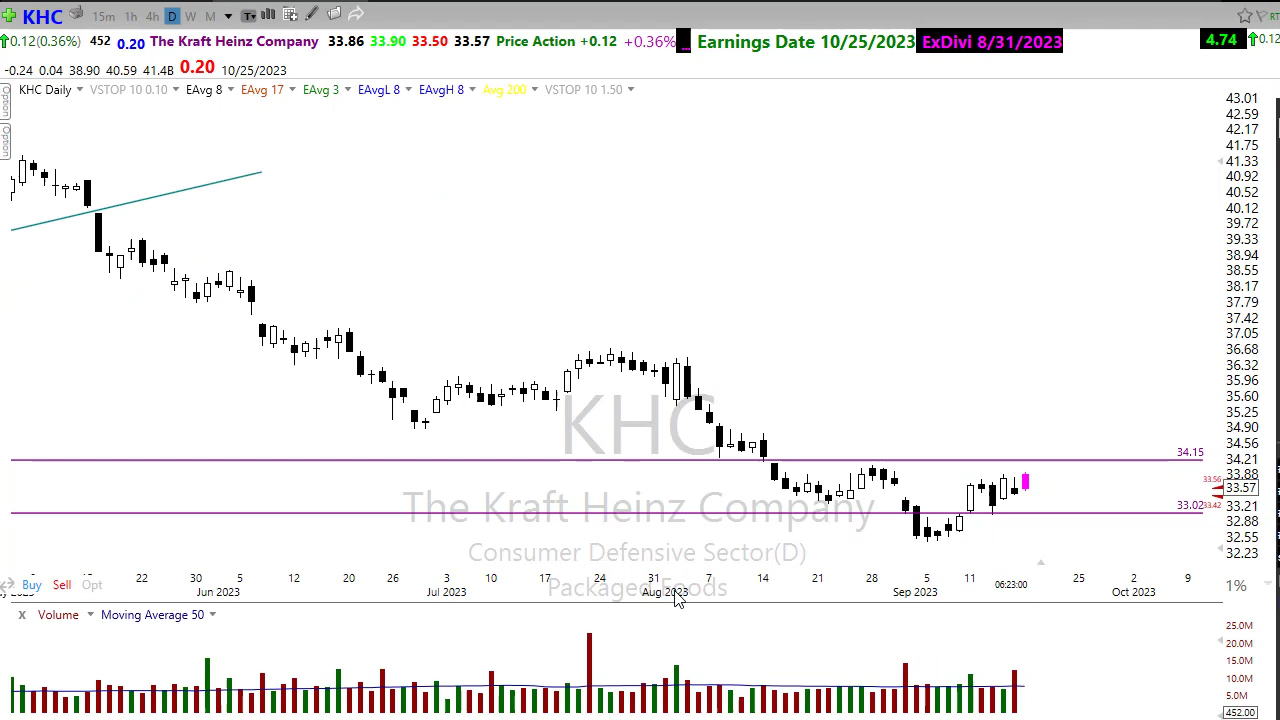 KHC 15m 1h 4h D W M T RT
0.12(0.36%) 452 0.20 The Kraft Heinz Company 33.86 33.90 33.50 33.57 Price Action +0.12 +0.36% Earnings Date 10/25/2023 ExDivi 8/31/2023 4.74 0.12
-0.24 0.04 38.90 40.59 41.4B 0.20 10/25/2023
KHC Daily VSTOP 10 0.10 EAvg 8 EAvg 17 EAvg 3 EAvgL 8 EAvgH 8 Avg 200 VSTOP 10 1.50
Option
Option
43.01
42.59
42.17
41.75
41.33
40.92
40.52
40.12
39.72
39.33
38.94
38.55
38.17
37.79
37.42
37.05
36.68
36.32
35.96
35.60
35.25
34.90
34.56
34.21
33.88
33.57
33.21
32.88
32.55
32.23
34.15
33.56
33.02
33.42
KHC
The Kraft Heinz Company
Consumer Defensive Sector(D)
Packaged Foods
22 30 5 12 20 26 3 10 17 24 31 7 14 21 28 5 11 06:23:00 25 2 9
Buy Sell Opt 1%
Jun 2023 Jul 2023 Aug 2023 Sep 2023 Oct 2023
X Volume Moving Average 50
25.0M
20.0M
15.0M
10.0M
5.0M
452.00